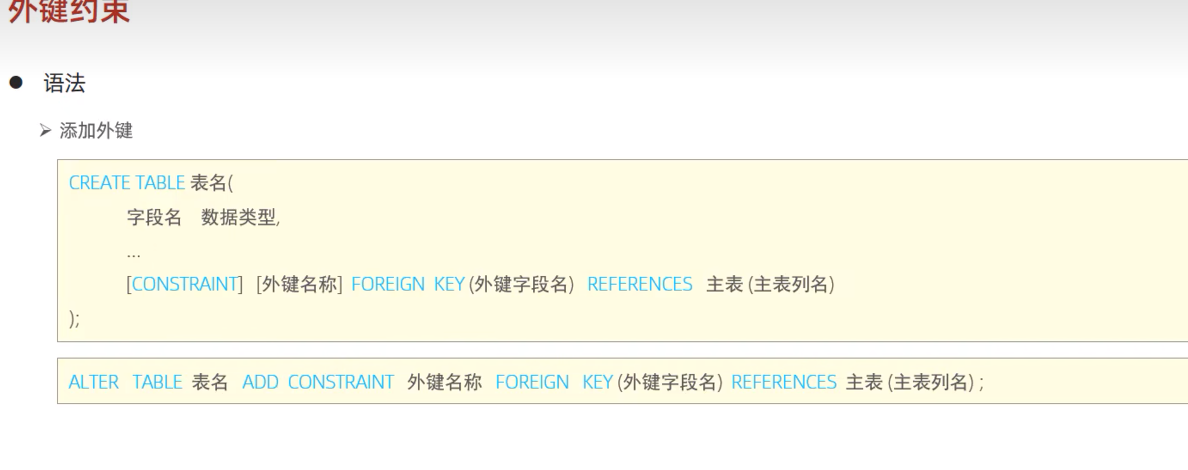 外键约束
● 语法
➢ 添加外键
CREATE TABLE 表名(
字段名 数据类型,
...
[CONSTRAINT] [外键名称] FOREIGN KEY (外键字段名) REFERENCES 主表 (主表列名)
);
ALTER TABLE 表名 ADD CONSTRAINT 外键名称 FOREIGN KEY (外键字段名) REFERENCES 主表 (主表列名) ;